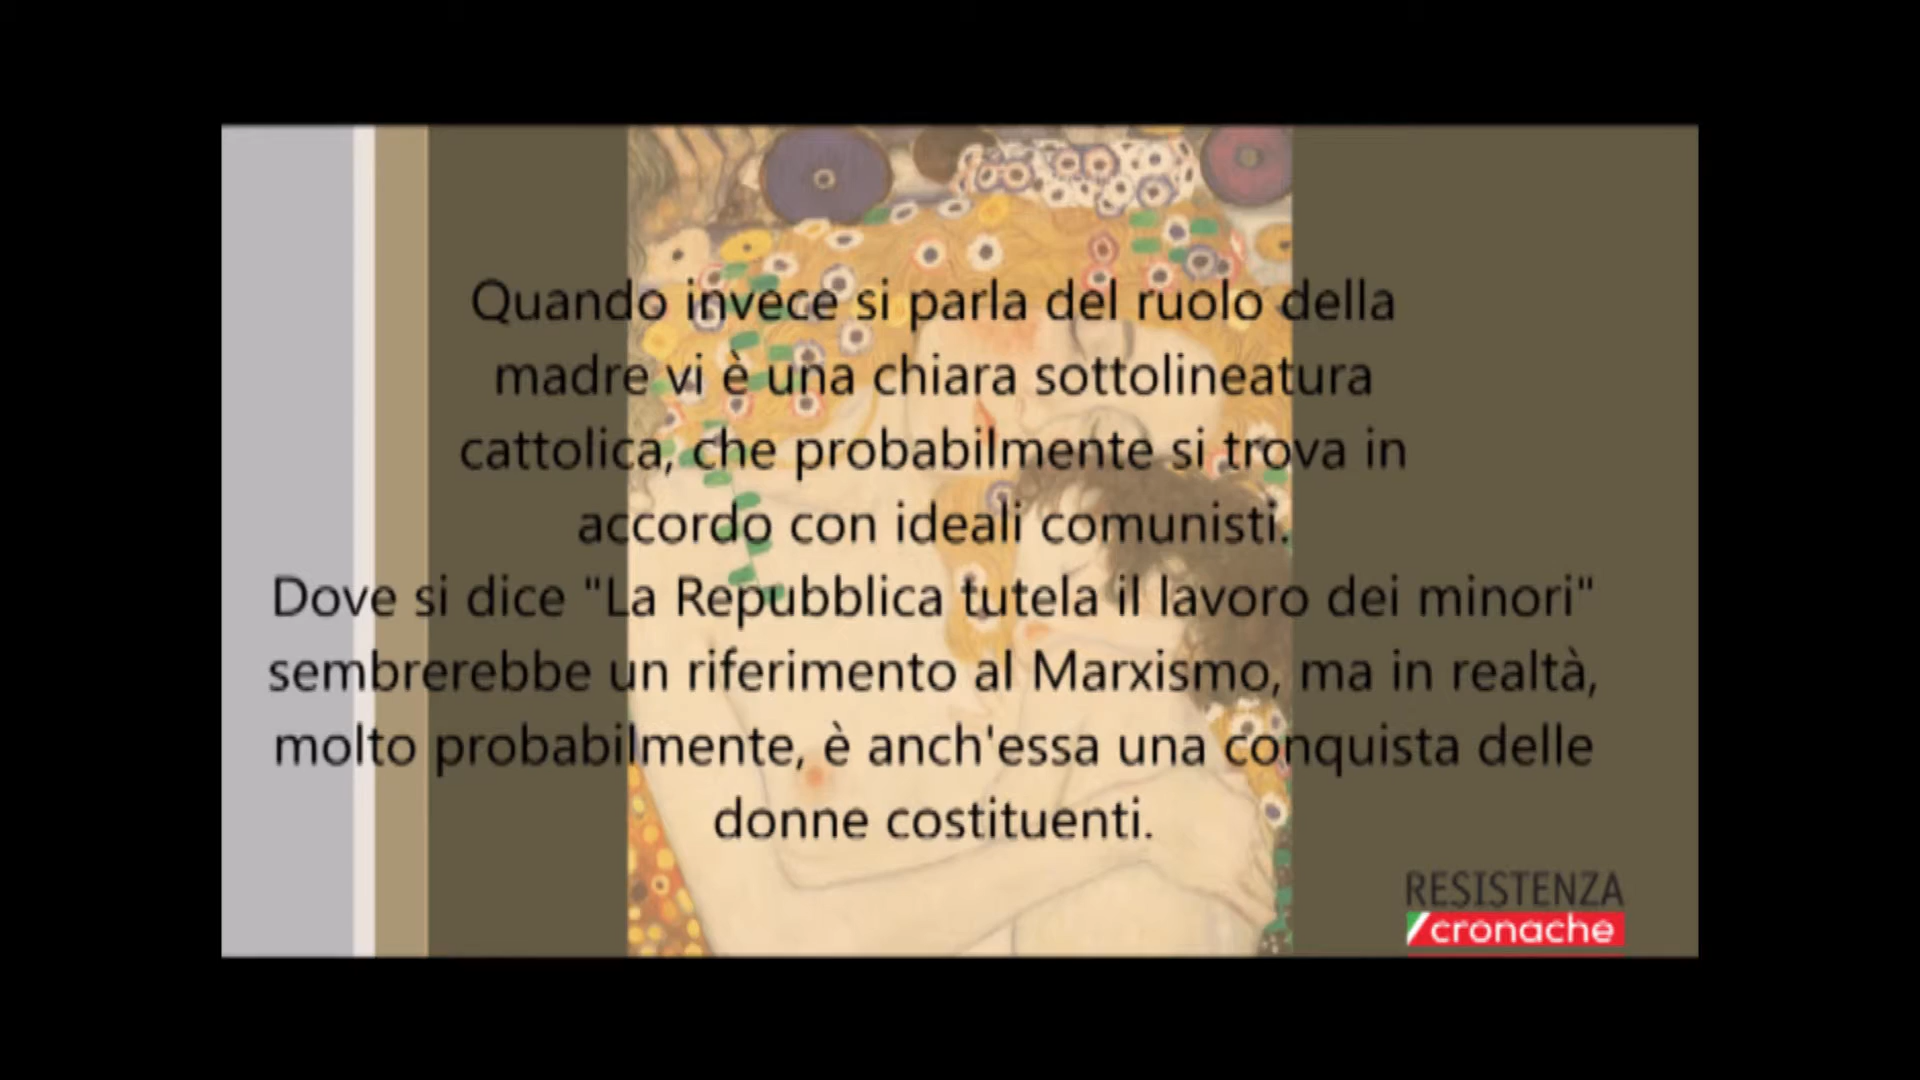 Quando invece si parla del ruolo della
madre vi è una chiara sottolineatura
cattolica, che probabilmente si trova in
accordo con ideali comunisti.
Dove si dice "La Repubblica tutela il lavoro dei minori"
sembrerebbe un riferimento al Marxismo, ma in realtà,
molto probabilmente, è anch'essa una conquista delle
donne costituenti.
RESISTENZA
cronache